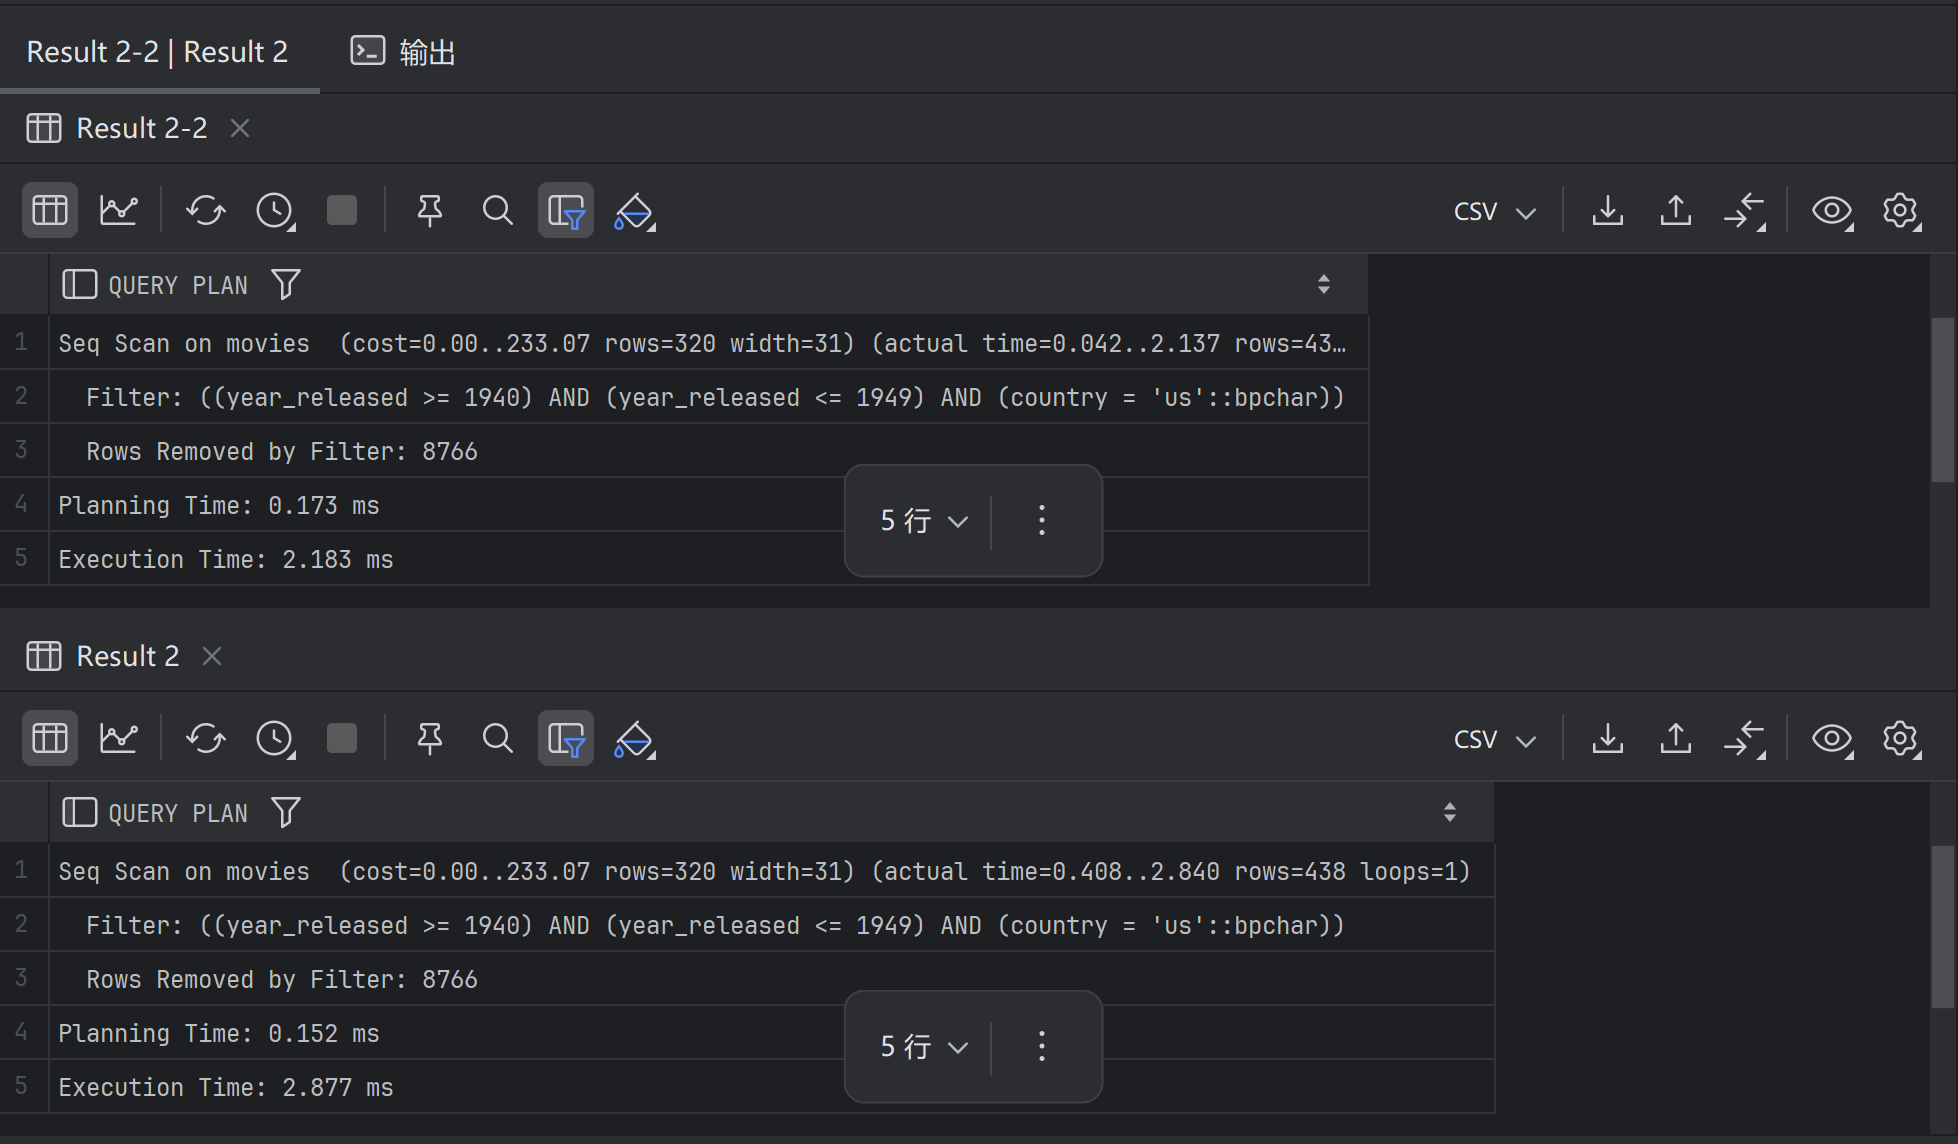 Result 2-2 | Result 2
输出
Result 2-2
CSV
QUERY PLAN
1 Seq Scan on movies  (cost=0.00..233.07 rows=320 width=31) (actual time=0.042..2.137 rows=43…
2   Filter: ((year_released >= 1940) AND (year_released <= 1949) AND (country = 'us'::bpchar))
3   Rows Removed by Filter: 8766
4 Planning Time: 0.173 ms
5 行
5 Execution Time: 2.183 ms
Result 2
CSV
QUERY PLAN
1 Seq Scan on movies  (cost=0.00..233.07 rows=320 width=31) (actual time=0.408..2.840 rows=438 loops=1)
2   Filter: ((year_released >= 1940) AND (year_released <= 1949) AND (country = 'us'::bpchar))
3   Rows Removed by Filter: 8766
4 Planning Time: 0.152 ms
5 行
5 Execution Time: 2.877 ms